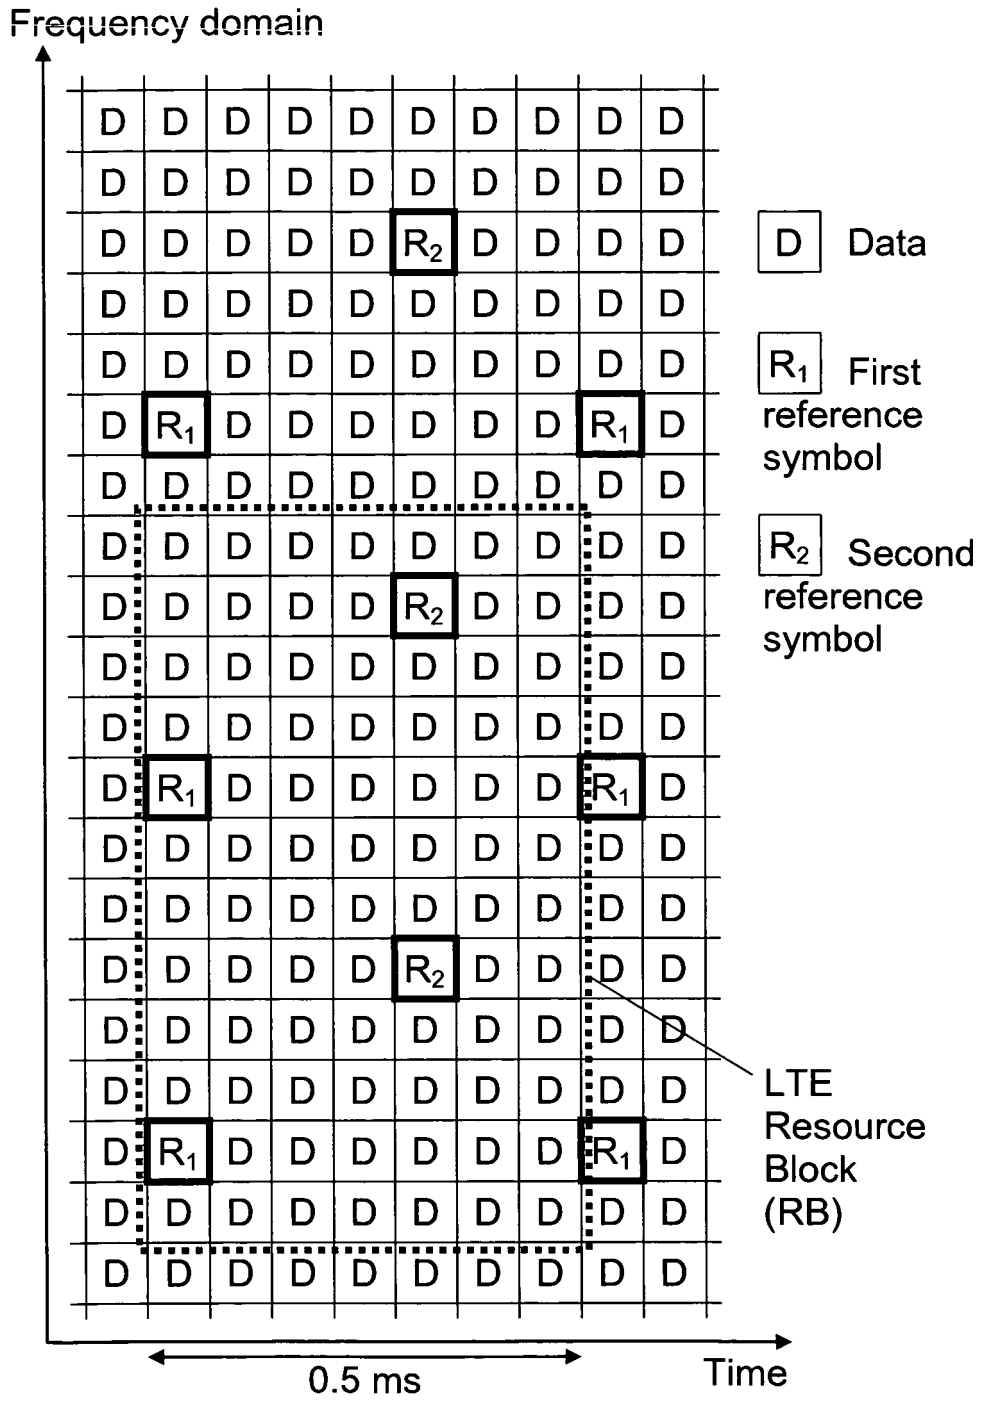 Frequency domain
D D D D D D D D D D
D D D D D D D D D D
D D D D D R₂ D D D D
D D D D D D D D D D
D D D D D D D D D D
D R₁ D D D D D D R₁ D
D D D D D D D D D D
D D D D D D D D D D
D D D D D R₂ D D D D
D D D D D D D D D D
D D D D D D D D D D
D R₁ D D D D D D R₁ D
D D D D D D D D D D
D D D D D D D D D D
D D D D D R₂ D D D D
D D D D D D D D D D
D D D D D D D D D D
D R₁ D D D D D D R₁ D
D D D D D D D D D D
D D D D D D D D D D
D Data
R₁ First
reference
symbol
R₂ Second
reference
symbol
LTE
Resource
Block
(RB)
0.5 ms
Time